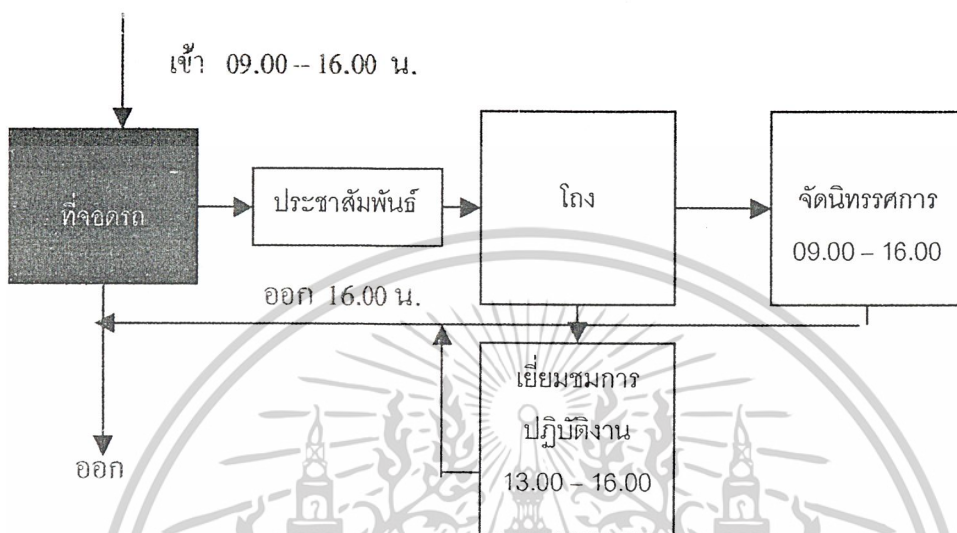 เข้า 09.00 – 16.00 น.
ที่จอดรถ
ประชาสัมพันธ์
โถง
จัดนิทรรศการ
09.00 – 16.00
ออก 16.00 น.
เยี่ยมชมการ
ปฏิบัติงาน
13.00 – 16.00
ออก